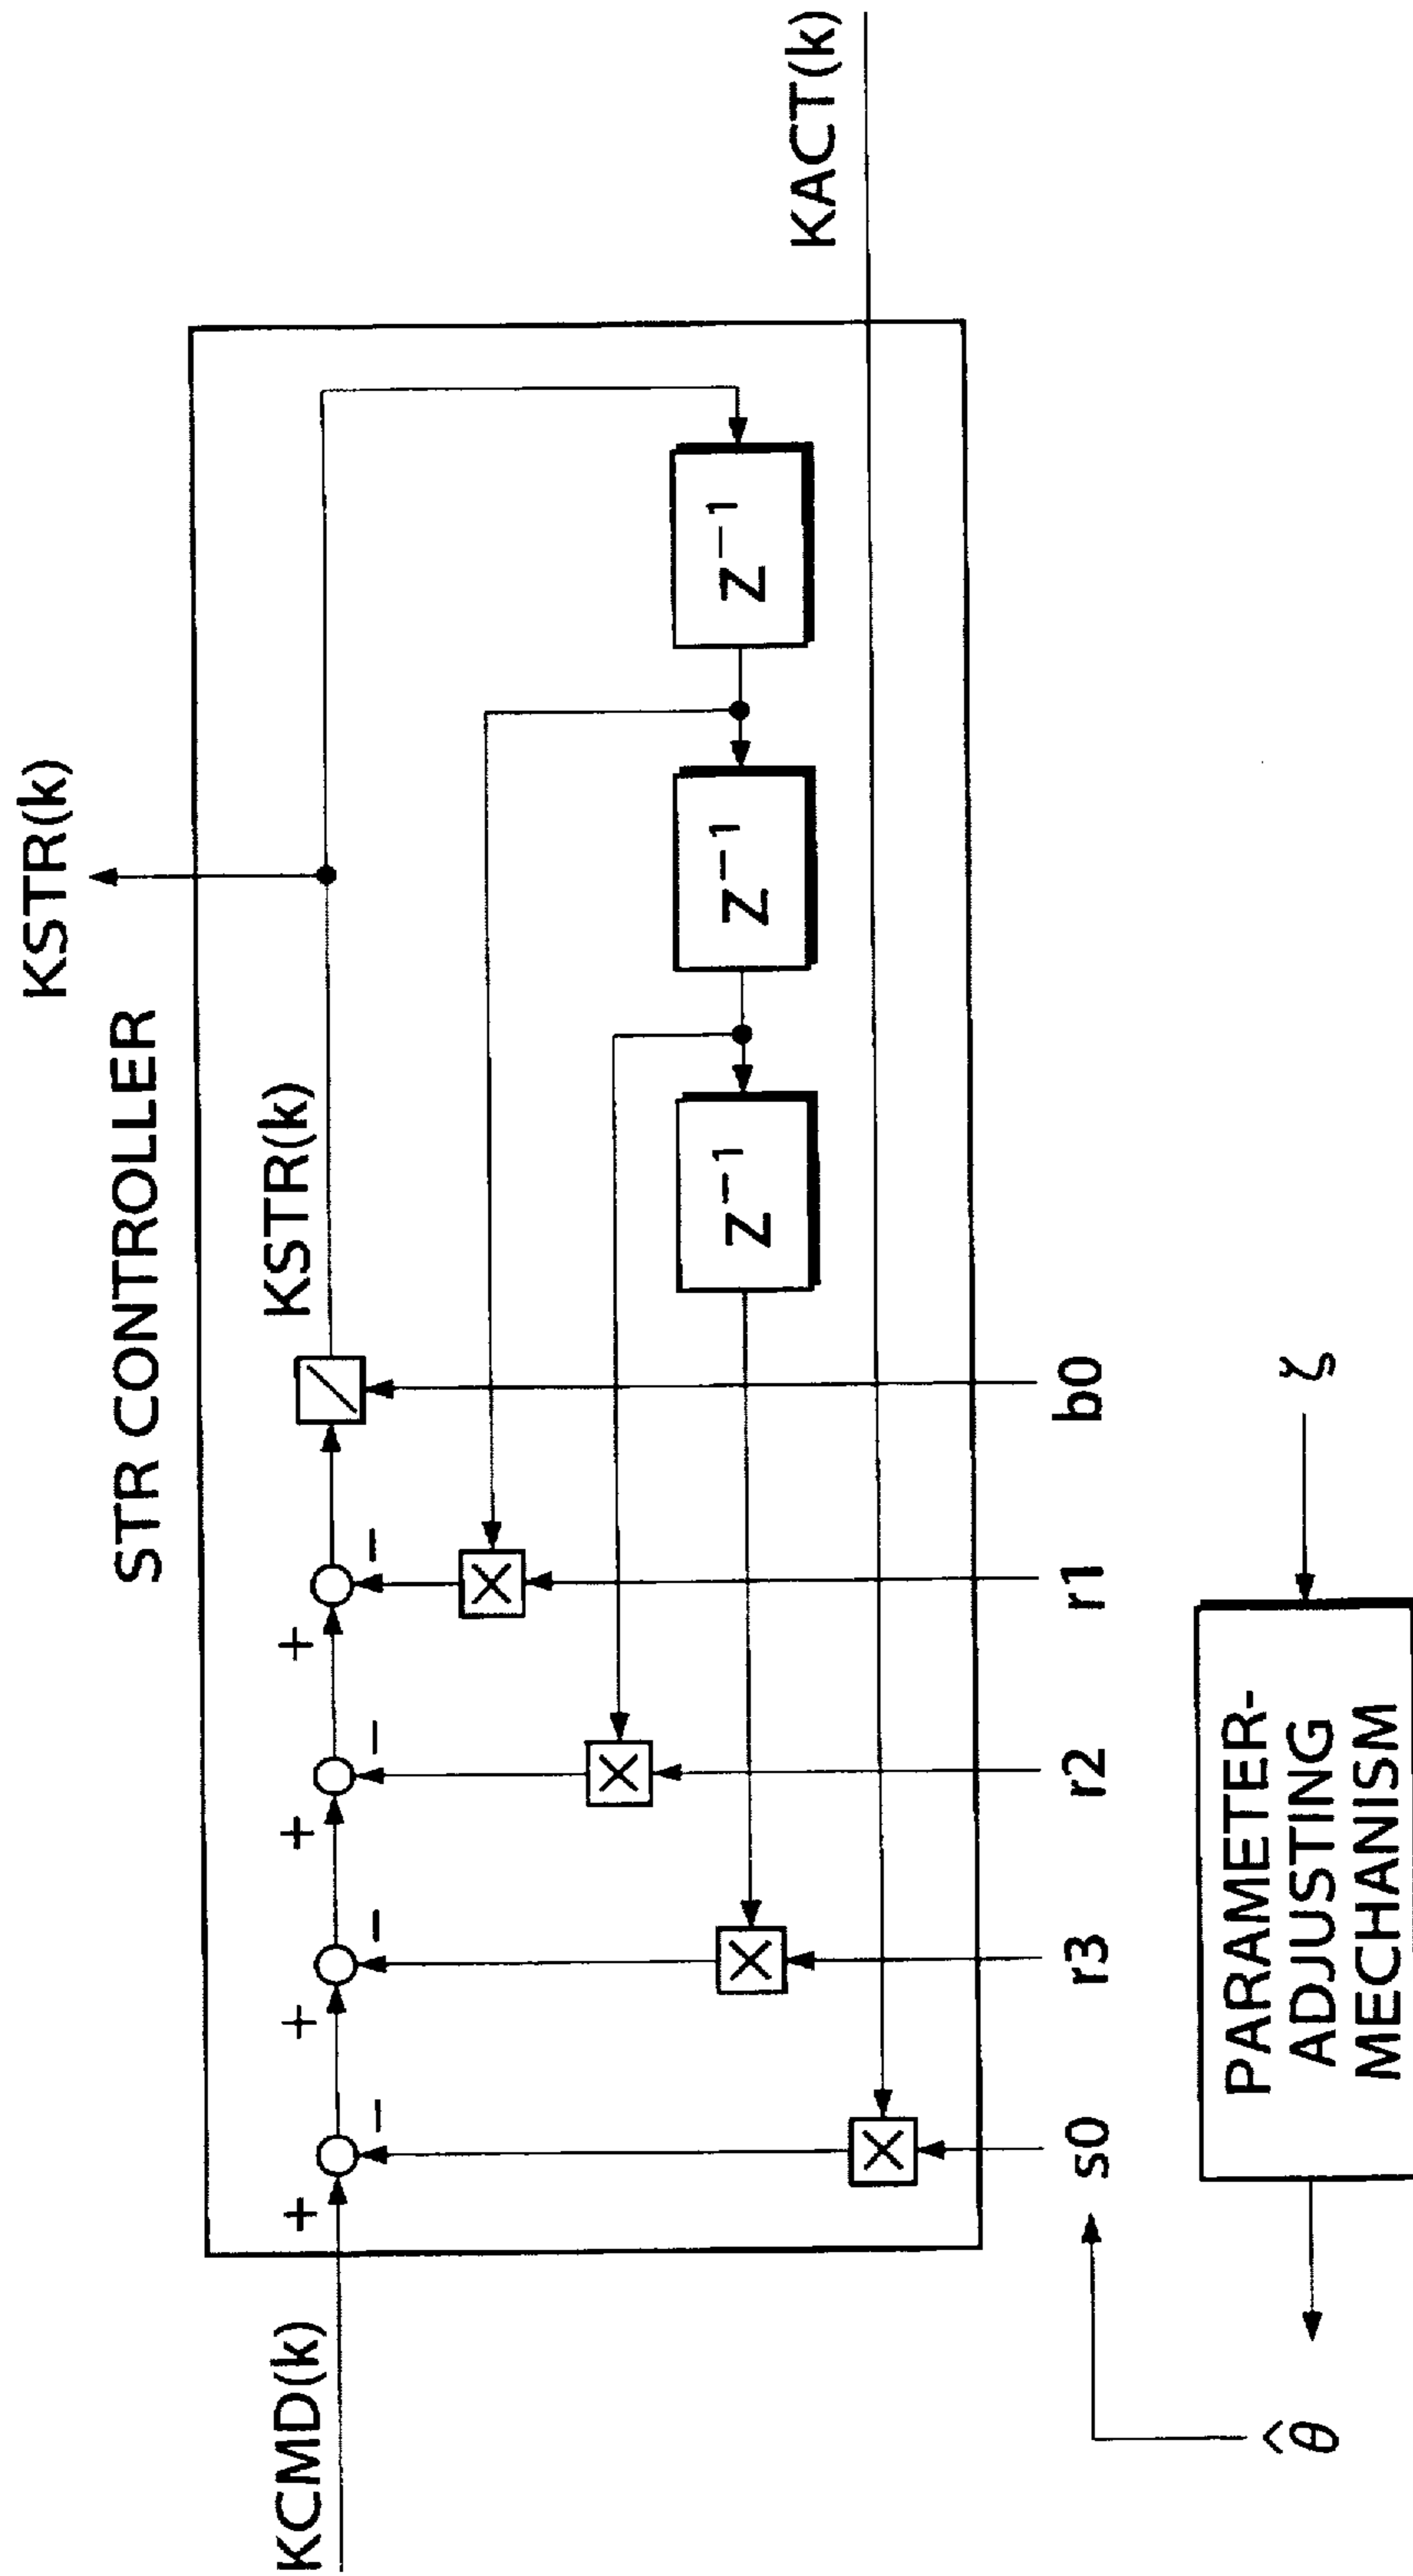 KSTR(k)
STR CONTROLLER
KCMD(k)
+
+
+
+
KSTR(k)
−
−
−
−
×
×
×
×
Z⁻¹
Z⁻¹
Z⁻¹
KACT(k)
s0
r3
r2
r1
b0
θ̂
PARAMETER-
ADJUSTING
MECHANISM
ζ